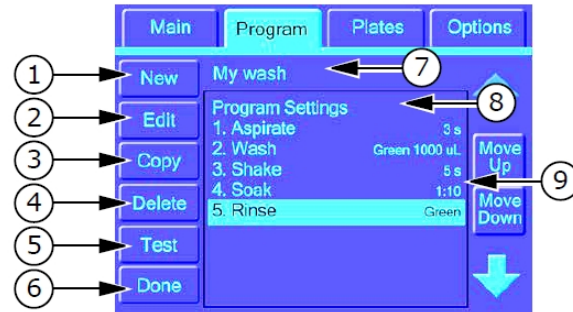 Main Program Plates Options
1 New My wash 7
2 Edit Program Settings 8
1. Aspirate 3 s
3 Copy 2. Wash Green 1000 uL Move Up
3. Shake 5 s 9
4 Delete 4. Soak 1:10 Move Down
5. Rinse Green
5 Test
6 Done